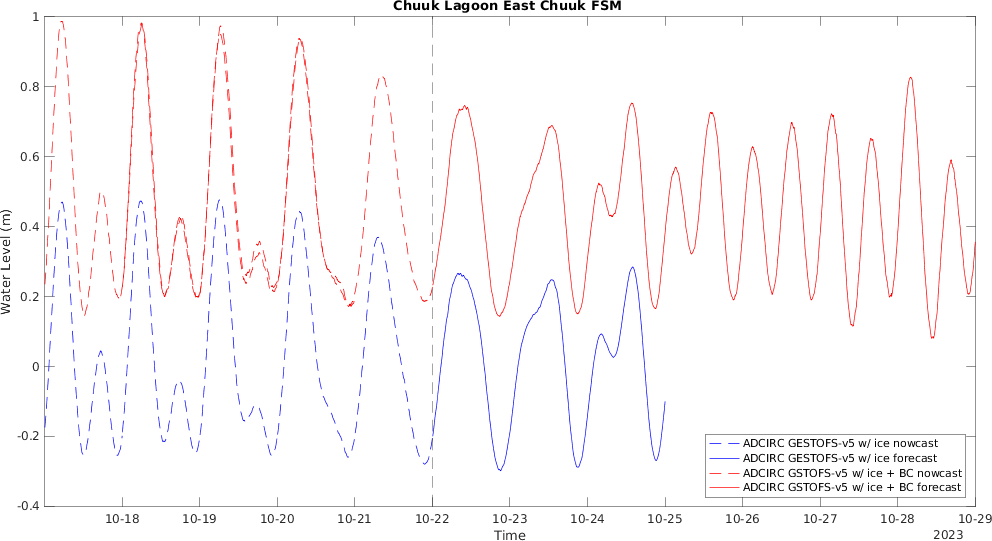 Chuuk Lagoon East Chuuk FSM
Water Level (m)
1
0.8
0.6
0.4
0.2
0
-0.2
-0.4
ADCIRC GESTOFS-v5 w/ ice nowcast
ADCIRC GESTOFS-v5 w/ ice forecast
ADCIRC GSTOFS-v5 w/ ice + BC nowcast
ADCIRC GSTOFS-v5 w/ ice + BC forecast
10-18 10-19 10-20 10-21 10-22 10-23 10-24 10-25 10-26 10-27 10-28 10-29
Time
2023